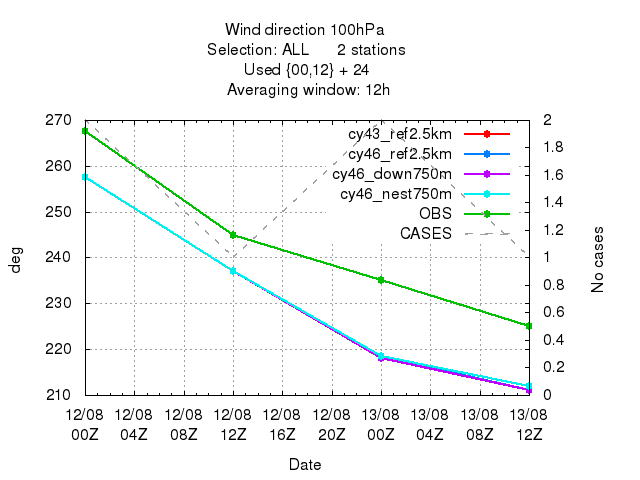 Wind direction 100hPa
Selection: ALL 2 stations
Used {00,12} + 24
Averaging window: 12h
270
260
250
240
230
220
210
deg
2
1.8
1.6
1.4
1.2
1
0.8
0.6
0.4
0.2
0
No cases
cy43_ref2.5km
cy46_ref2.5km
cy46_down750m
cy46_nest750m
OBS
CASES
12/08 12/08 12/08 12/08 12/08 12/08 13/08 13/08 13/08 13/08
00Z 04Z 08Z 12Z 16Z 20Z 00Z 04Z 08Z 12Z
Date